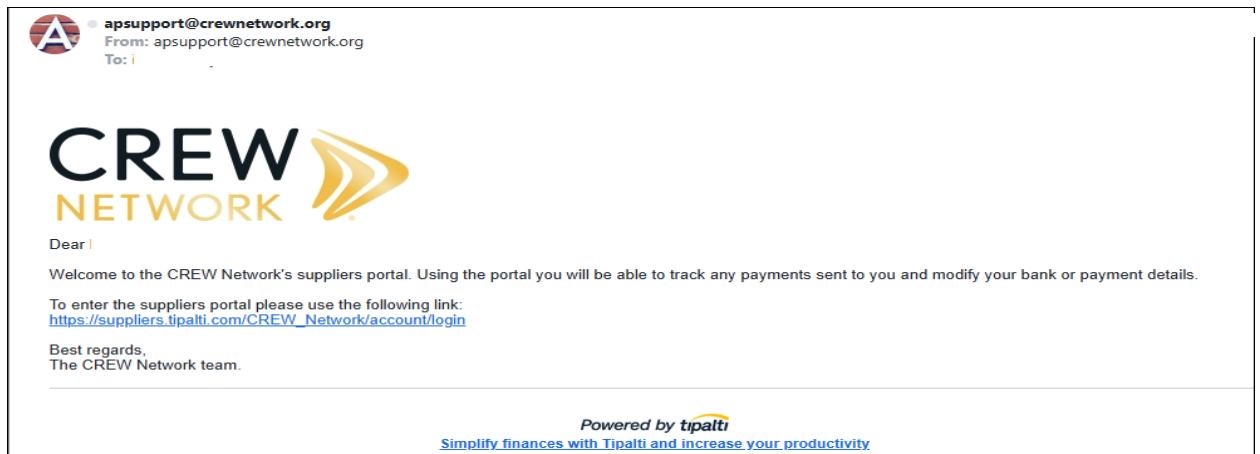 apsupport@crewnetwork.org
From: apsupport@crewnetwork.org
To:
CREW
NETWORK
Dear
Welcome to the CREW Network's suppliers portal. Using the portal you will be able to track any payments sent to you and modify your bank or payment details.
To enter the suppliers portal please use the following link:
https://suppliers.tipalti.com/CREW_Network/account/login
Best regards,
The CREW Network team.
Powered by tipalti
Simplify finances with Tipalti and increase your productivity